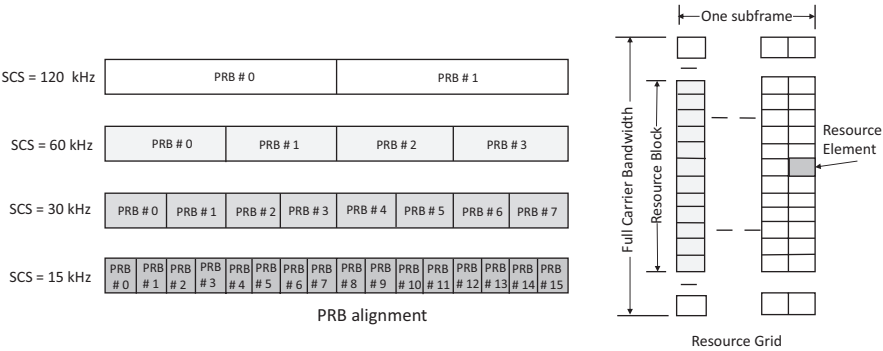 SCS = 120 kHz
PRB # 0
PRB # 1
SCS = 60 kHz
PRB # 0
PRB # 1
PRB # 2
PRB # 3
SCS = 30 kHz
PRB # 0
PRB # 1
PRB # 2
PRB # 3
PRB # 4
PRB # 5
PRB # 6
PRB # 7
SCS = 15 kHz
PRB # 0
PRB # 1
PRB # 2
PRB # 3
PRB # 4
PRB # 5
PRB # 6
PRB # 7
PRB # 8
PRB # 9
PRB # 10
PRB # 11
PRB # 12
PRB # 13
PRB # 14
PRB # 15
PRB alignment
One subframe
Full Carrier Bandwidth
Resource Block
Resource
Element
Resource Grid